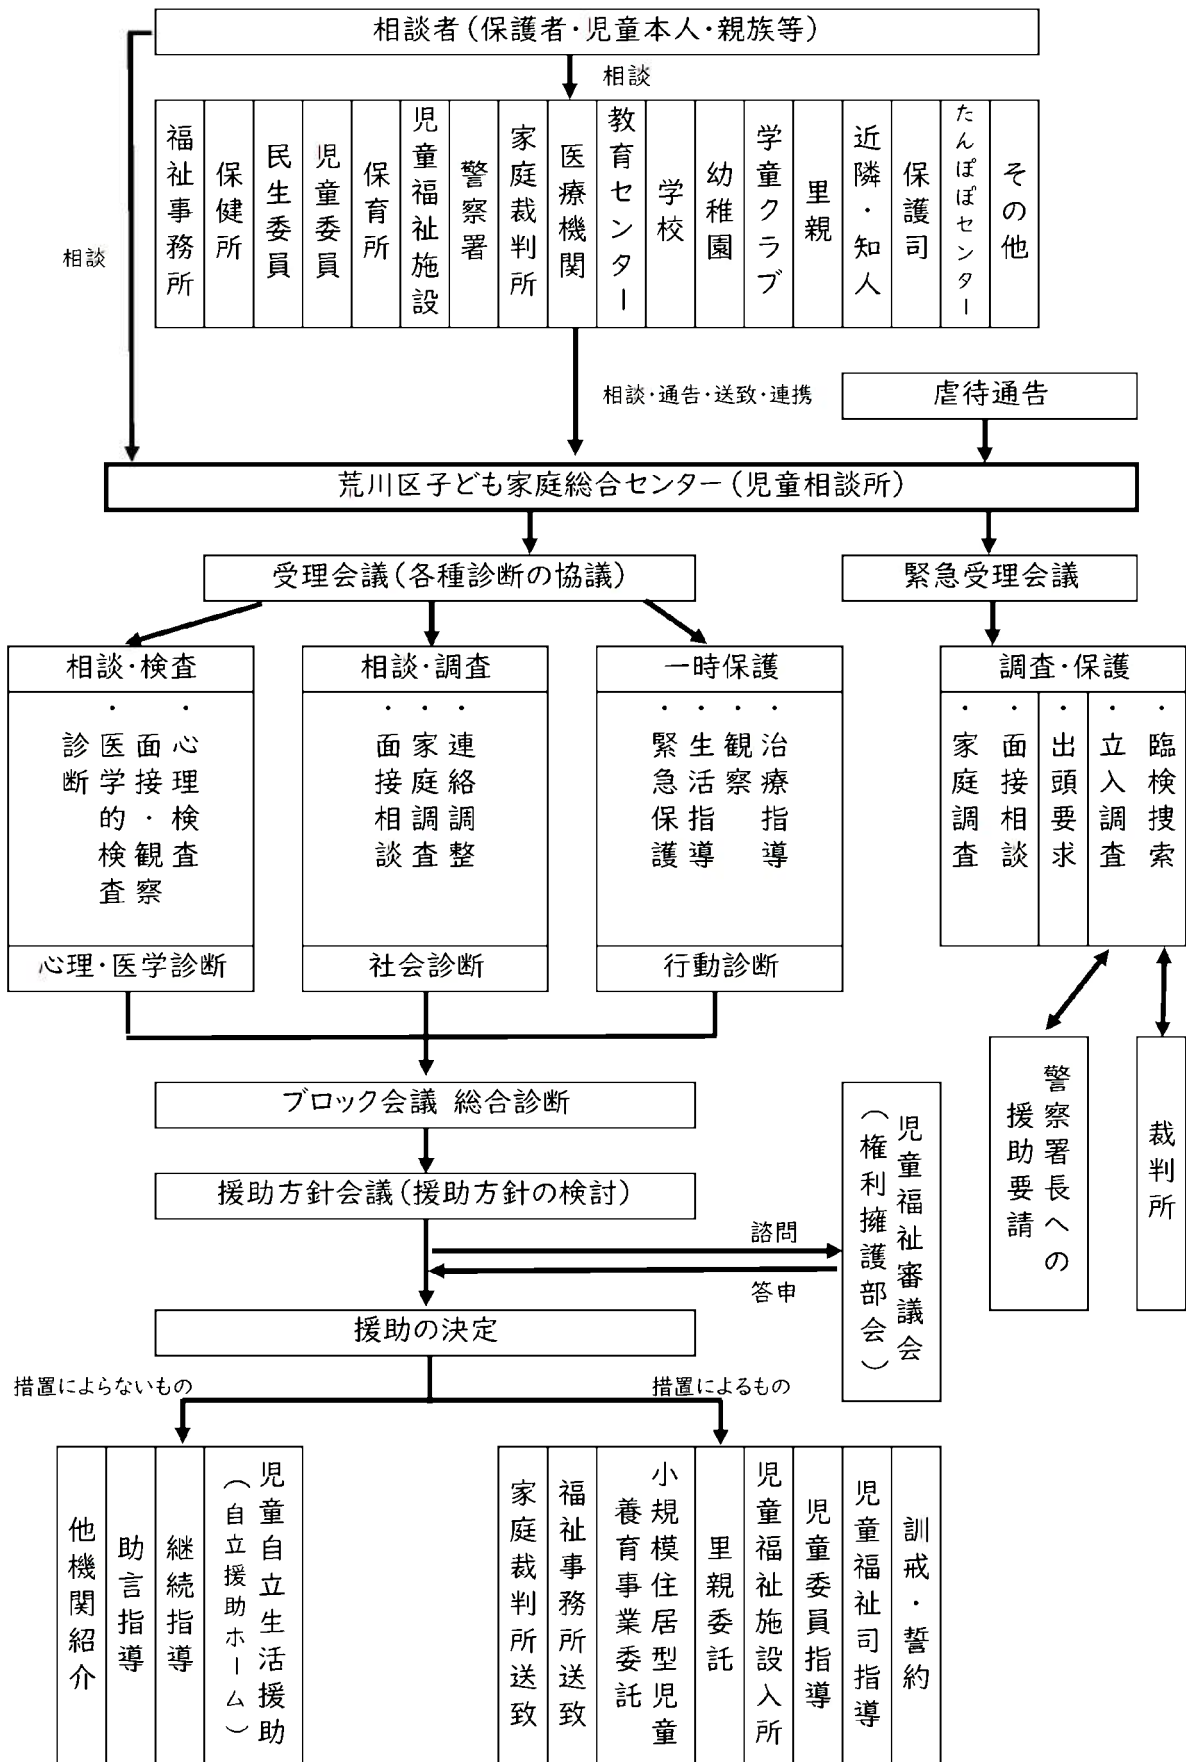 相談者(保護者・児童本人・親族等)
相談
相談
福祉事務所
保健所
民生委員
児童委員
保育所
児童福祉施設
警察署
家庭裁判所
医療機関
教育センター
学校
幼稚園
学童クラブ
里親
近隣・知人
保護司
たんぽぽセンター
その他
相談・通告・送致・連携
虐待通告
荒川区子ども家庭総合センター(児童相談所)
受理会議(各種診断の協議)
緊急受理会議
相談・検査
・心理検査
・面接・観察
・医学的検査
診断
心理・医学診断
相談・調査
・連絡調整
・家庭調査
・面接相談
社会診断
一時保護
・治療指導
・観察
・生活指導
・緊急保護
行動診断
調査・保護
・家庭調査
・面接相談
・出頭要求
・立入調査
・臨検捜索
警察署長への
援助要請
裁判所
ブロック会議 総合診断
援助方針会議(援助方針の検討)
諮問
答申
児童福祉審議会
(権利擁護部会)
援助の決定
措置によらないもの
措置によるもの
他機関紹介
助言指導
継続指導
児童自立生活援助
(自立援助ホーム)
家庭裁判所送致
福祉事務所送致
小規模住居型児童
養育事業委託
里親委託
児童福祉施設入所
児童委員指導
児童福祉司指導
訓戒・誓約